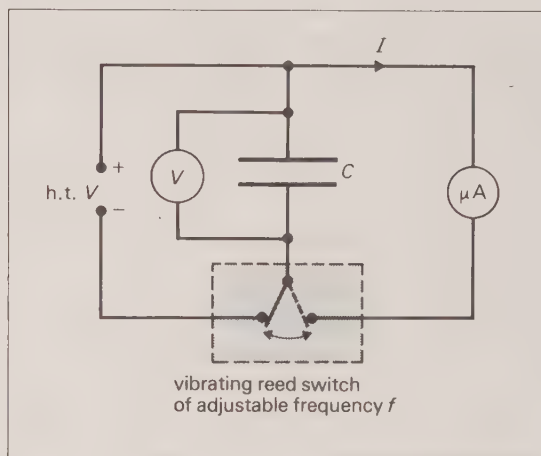 I
+
h.t. V
−
V
C
μA
vibrating reed switch
of adjustable frequency f